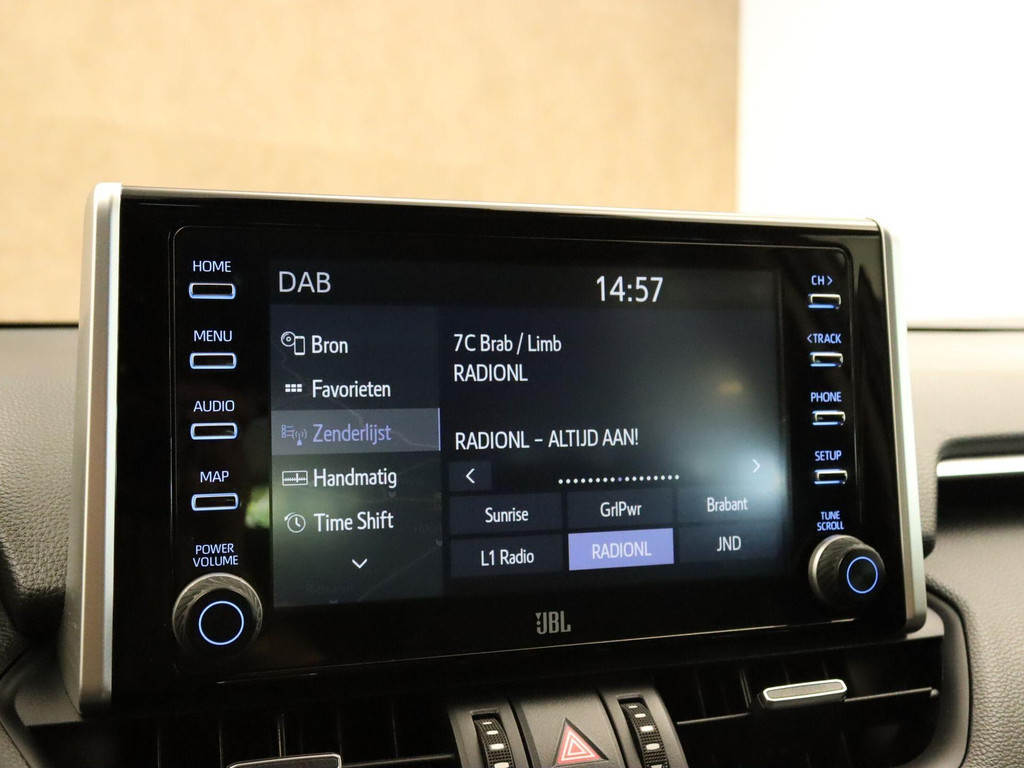 HOME
MENU
AUDIO
MAP
POWER
VOLUME
DAB
14:57
Bron
Favorieten
Zenderlijst
Handmatig
Time Shift
7C Brab / Limb
RADIONL
RADIONL – ALTIJD AAN!
Sunrise
GrlPwr
Brabant
L1 Radio
RADIONL
JND
JBL
CH >
< TRACK
PHONE
SETUP
TUNE
SCROLL